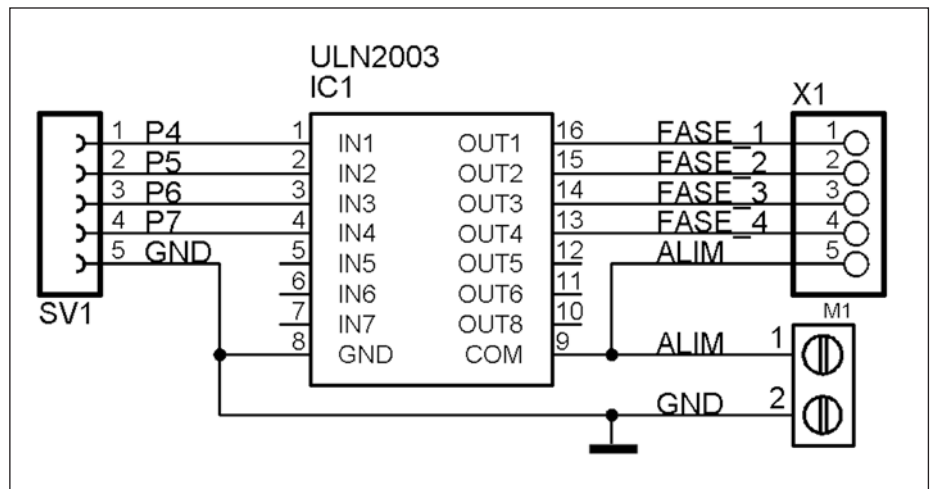 ULN2003
IC1
X1
1 P4 1 IN1 OUT1 16 FASE_1 1
2 P5 2 IN2 OUT2 15 FASE_2 2
3 P6 3 IN3 OUT3 14 FASE_3 3
4 P7 4 IN4 OUT4 13 FASE_4 4
5 GND 5 IN5 OUT5 12 ALIM 5
6 IN6 OUT6 11
SV1 M1
7 IN7 OUT8 10
8 GND COM 9 ALIM 1
GND 2